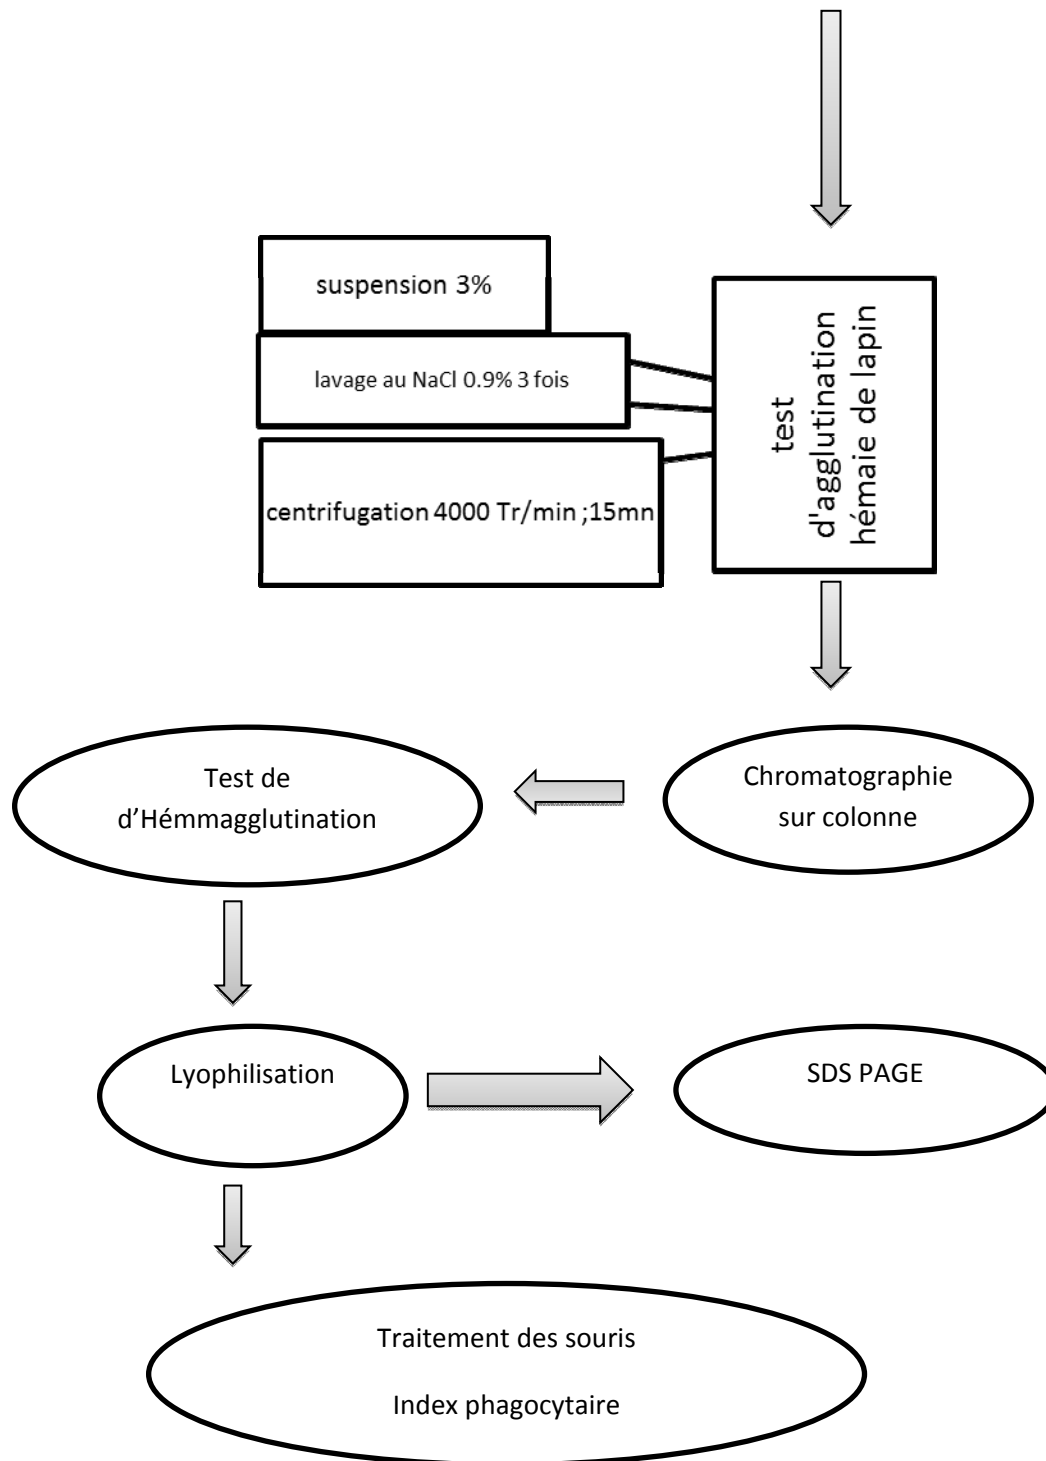 suspension 3%
lavage au NaCl 0.9% 3 fois
centrifugation 4000 Tr/min ;15mn
test
d'agglutination
hémaie de lapin
Test de
d’Hémmagglutination
Chromatographie
sur colonne
Lyophilisation
SDS PAGE
Traitement des souris
Index phagocytaire